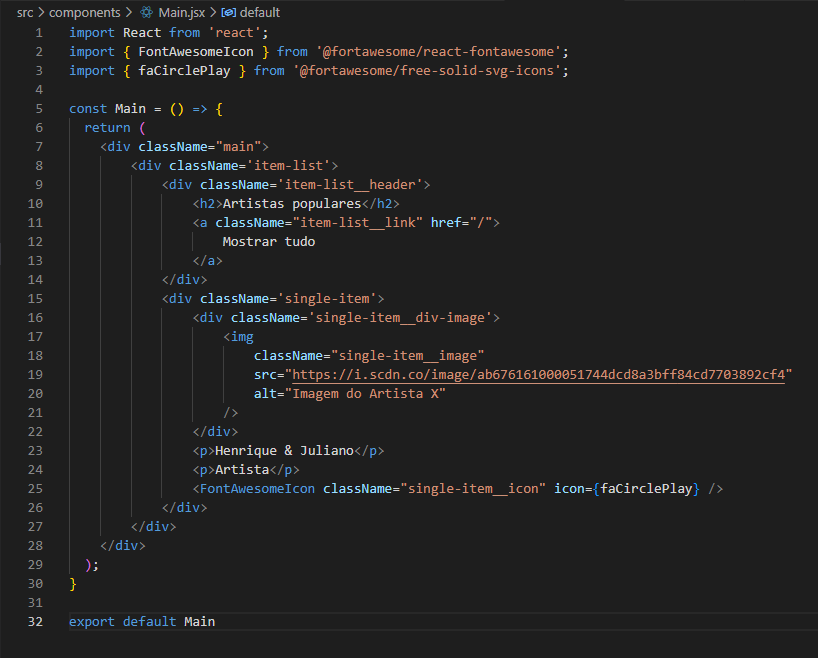 src > components > Main.jsx > default
1 import React from 'react';
2 import { FontAwesomeIcon } from '@fortawesome/react-fontawesome';
3 import { faCirclePlay } from '@fortawesome/free-solid-svg-icons';
4
5 const Main = () => {
6   return (
7     <div className="main">
8         <div className='item-list'>
9             <div className='item-list__header'>
10                 <h2>Artistas populares</h2>
11                 <a className="item-list__link" href="/">
12                     Mostrar tudo
13                 </a>
14             </div>
15             <div className='single-item'>
16                 <div className='single-item__div-image'>
17                     <img
18                         className="single-item__image"
19                         src="https://i.scdn.co/image/ab676161000051744dcd8a3bff84cd7703892cf4"
20                         alt="Imagem do Artista X"
21                     />
22                 </div>
23                 <p>Henrique & Juliano</p>
24                 <p>Artista</p>
25                 <FontAwesomeIcon className="single-item__icon" icon={faCirclePlay} />
26             </div>
27         </div>
28     </div>
29   );
30 }
31
32 export default Main